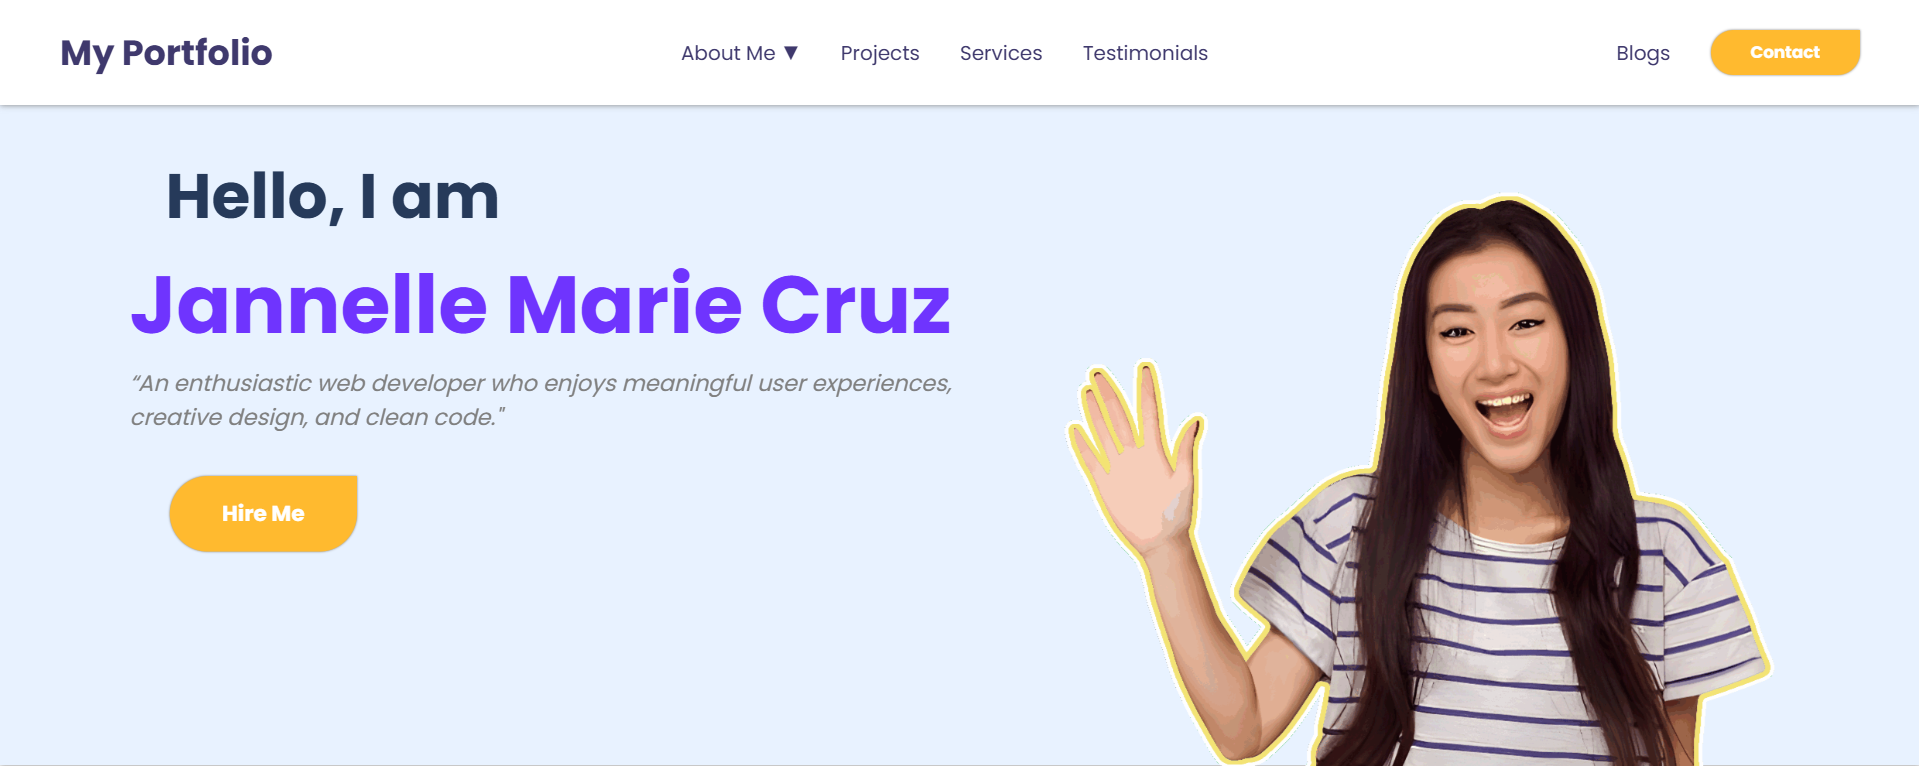 My Portfolio
About Me ▼ Projects Services Testimonials
Blogs Contact
Hello, I am
Jannelle Marie Cruz
“An enthusiastic web developer who enjoys meaningful user experiences,
creative design, and clean code."
Hire Me